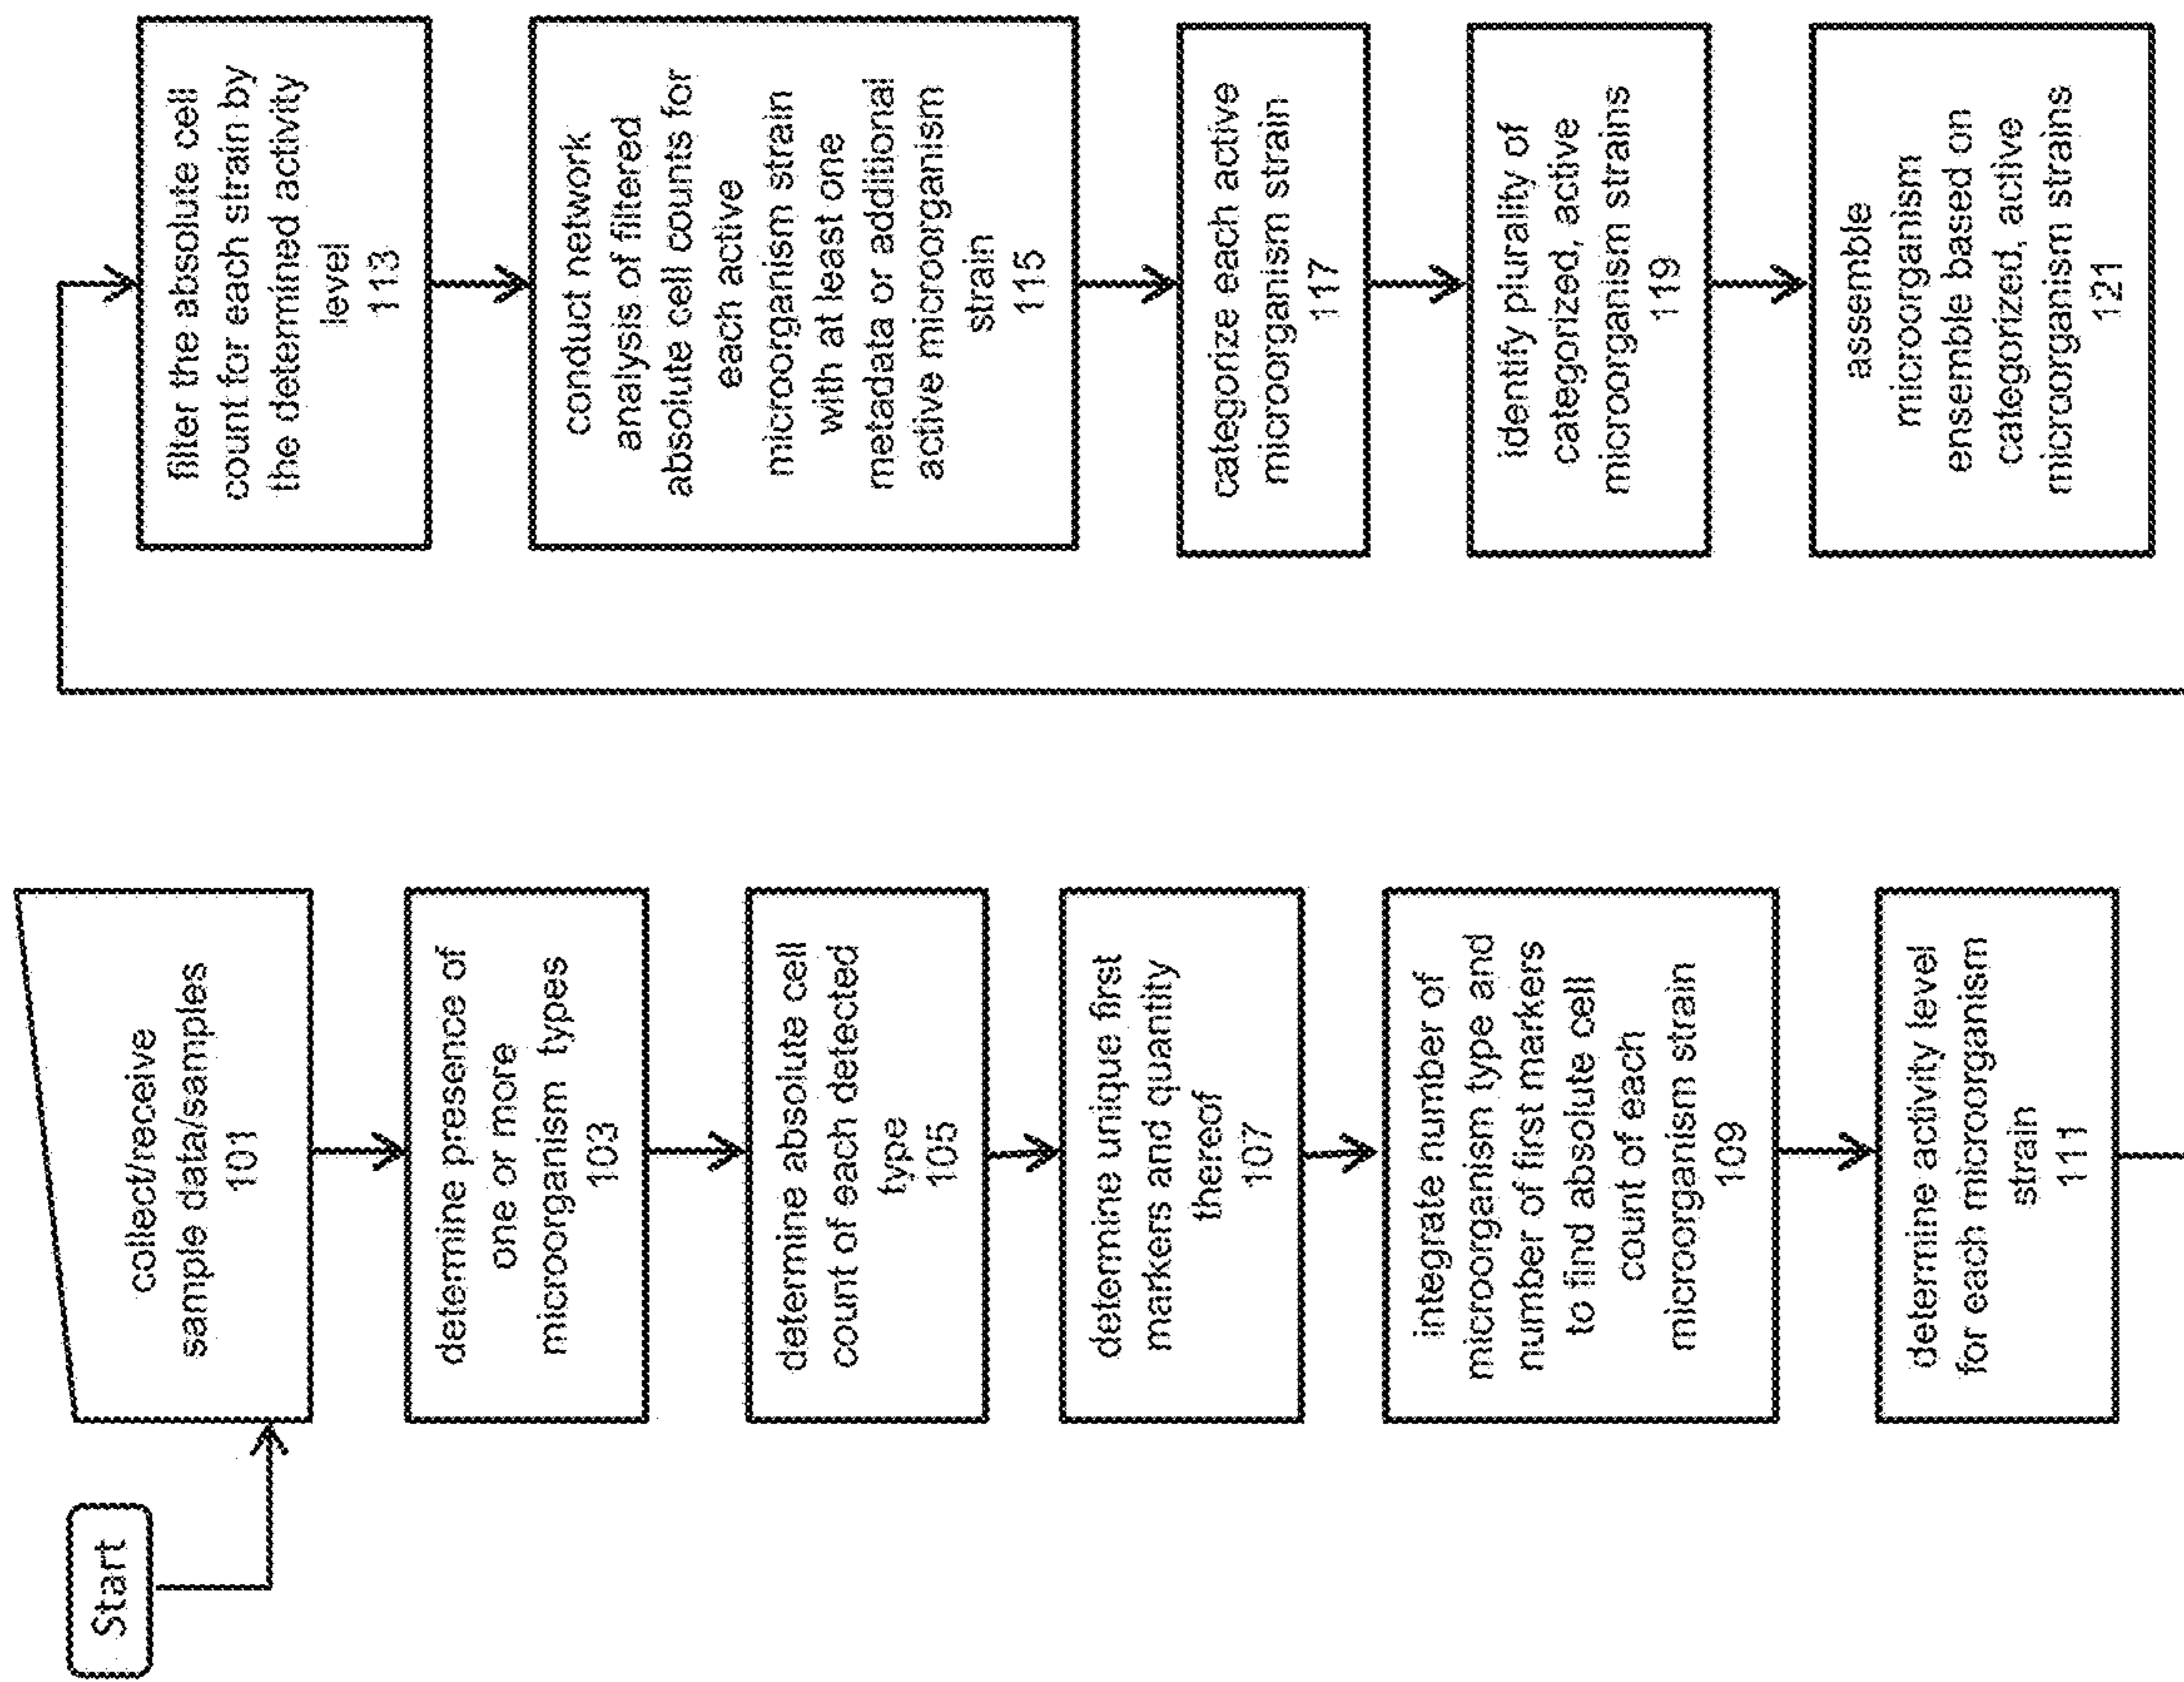 Start
collect/receive
sample data/samples
101
determine presence of
one or more
microorganism types
103
determine absolute cell
count of each detected
type
105
determine unique first
markers and quantity
thereof
107
integrate number of
microorganism type and
number of first markers
to find absolute cell
count of each
microorganism strain
109
determine activity level
for each microorganism
strain
111
filter the absolute cell
count for each strain by
the determined activity
level
113
conduct network
analysis of filtered
absolute cell counts for
each active
microorganism strain
with at least one
metadata or additional
active microorganism
strain
115
categorize each active
microorganism strain
117
identify plurality of
categorized, active
microorganism strains
119
assemble
microorganism
ensemble based on
categorized, active
microorganism strains
121